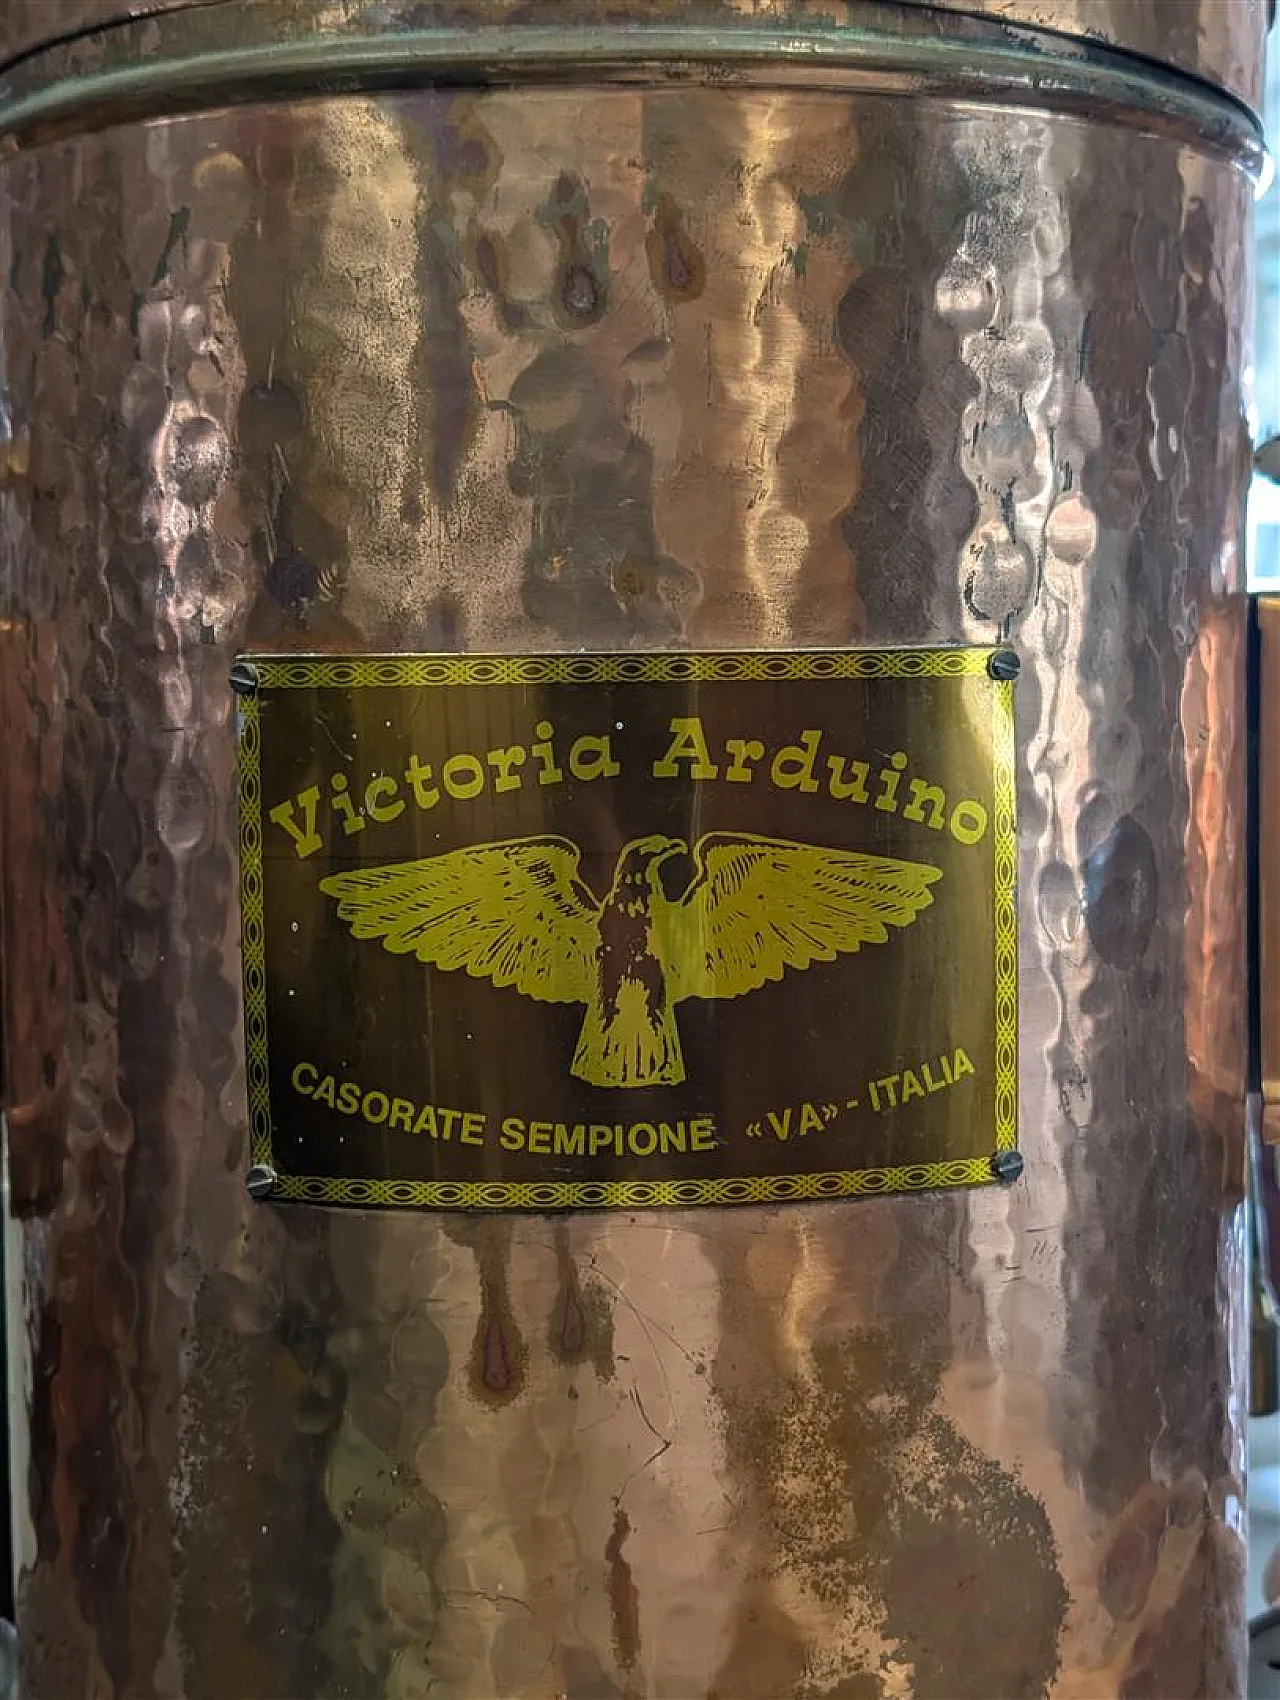 Victoria Arduino
CASORATE SEMPIONE «VA» - ITALIA